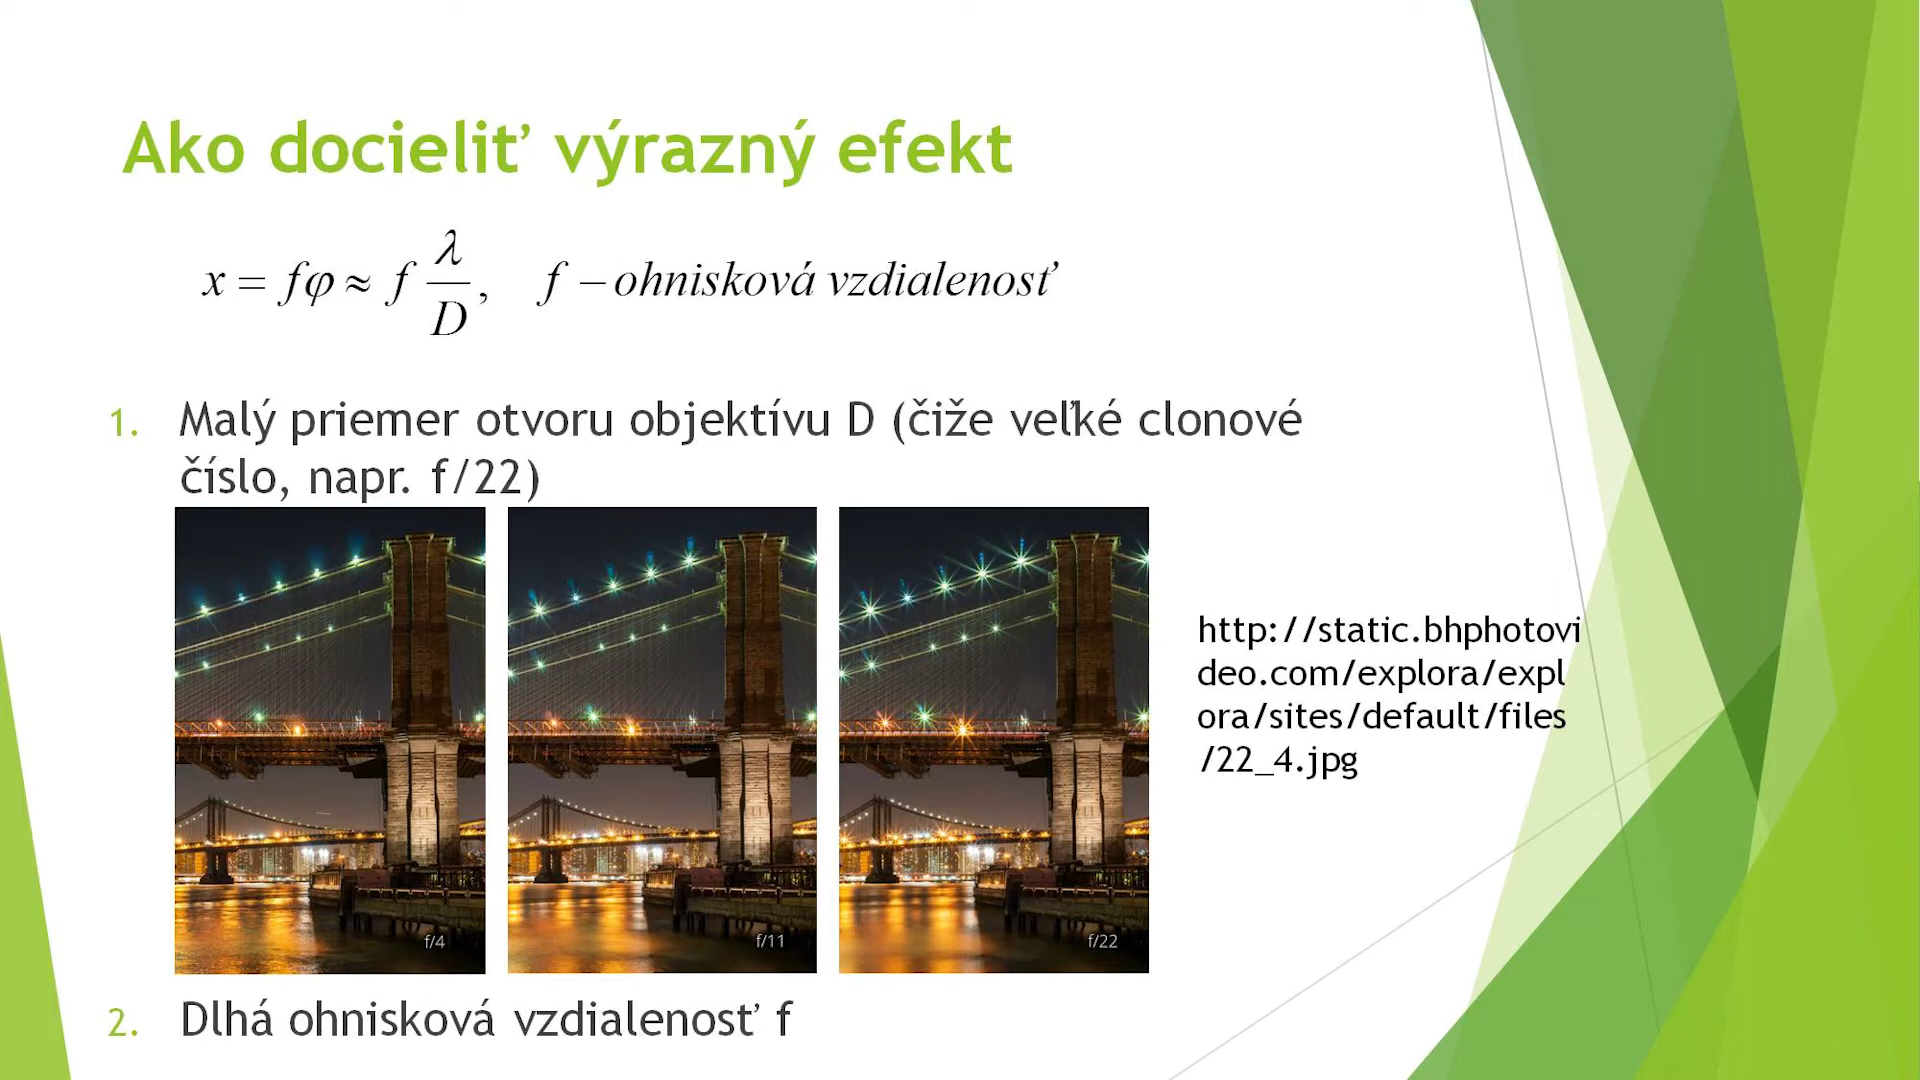 Ako docieliť výrazný efekt
x = fφ ≈ f λ/D, f – ohnisková vzdialenosť
1. Malý priemer otvoru objektívu D (čiže veľké clonové
číslo, napr. f/22)
f/4
f/11
f/22
http://static.bhphotovi
deo.com/explora/expl
ora/sites/default/files
/22_4.jpg
2. Dlhá ohnisková vzdialenosť f